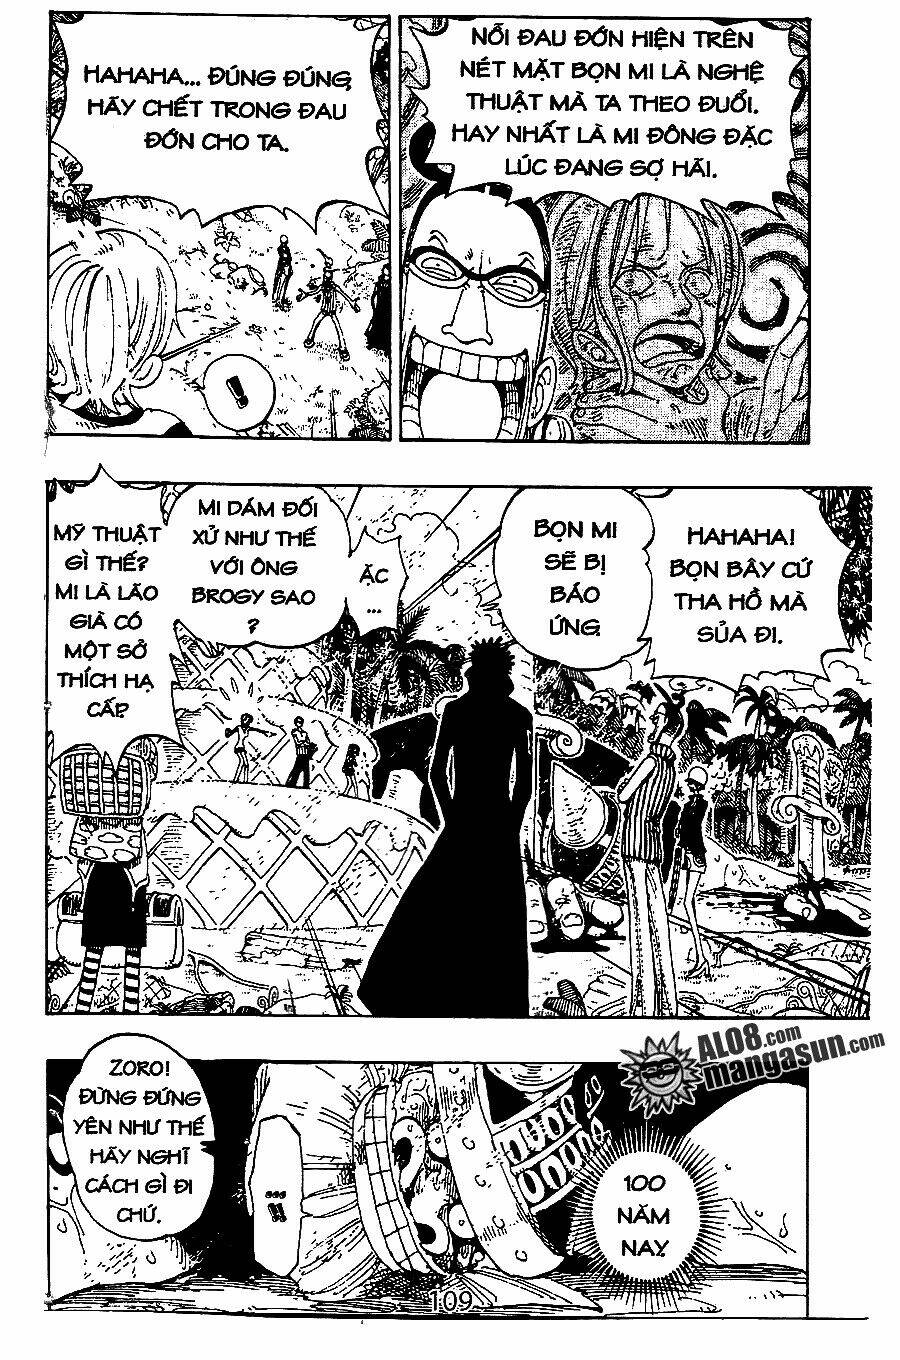 HAHAHA... ĐÚNG ĐÚNG,
HÃY CHẾT TRONG ĐAU
ĐỚN CHO TA.
!!
NỖI ĐAU ĐỚN HIỆN TRÊN
NÉT MẶT BỌN MI LÀ NGHỆ
THUẬT MÀ TA THEO ĐUỔI.
HAY NHẤT LÀ MI ĐÔNG ĐẶC
LÚC ĐANG SỢ HÃI.
MỸ THUẬT
GÌ THẾ?
MI LÀ LÃO
GIÀ CÓ
MỘT SỞ
THÍCH HẠ
CẤP?
MI DÁM ĐỐI
XỬ NHƯ THẾ
VỚI ÔNG
BROGY SAO
?
ẶC
...
BỌN MI
SẼ BỊ
BÁO
ỨNG.
HAHAHA!
BỌN BÂY CỨ
THA HỒ MÀ
SỦA ĐI.
AL08.com
mangasun.com
ZORO!
ĐỪNG ĐỨNG
YÊN NHƯ THẾ
HÃY NGHĨ
CÁCH GÌ ĐI
CHỨ.
...!!
100
NĂM
NAY.
109